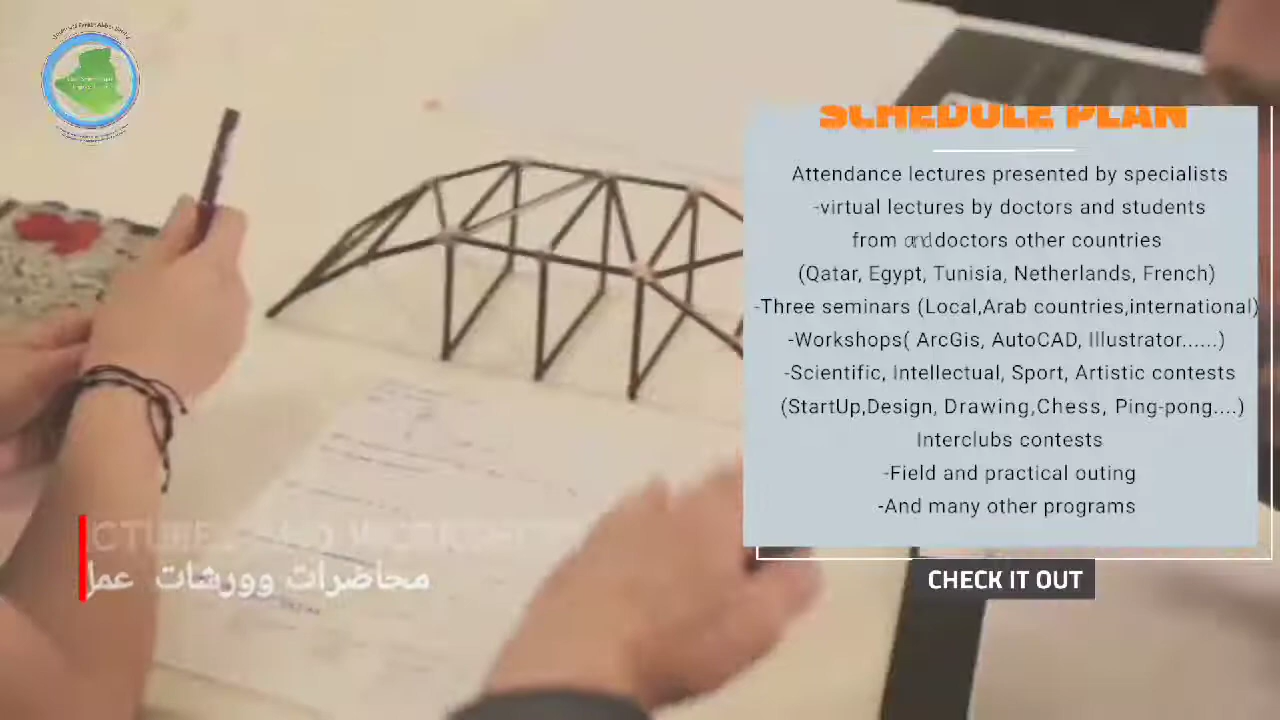 SCHEDULE PLAN
Attendance lectures presented by specialists
-virtual lectures by doctors and students
from and doctors other countries
(Qatar, Egypt, Tunisia, Netherlands, French)
-Three seminars (Local,Arab countries,international)
-Workshops( ArcGis, AutoCAD, Illustrator......)
-Scientific, Intellectual, Sport, Artistic contests
(StartUp,Design, Drawing,Chess, Ping-pong....)
Interclubs contests
-Field and practical outing
-And many other programs
CHECK IT OUT
محاضرات وورشات عمل